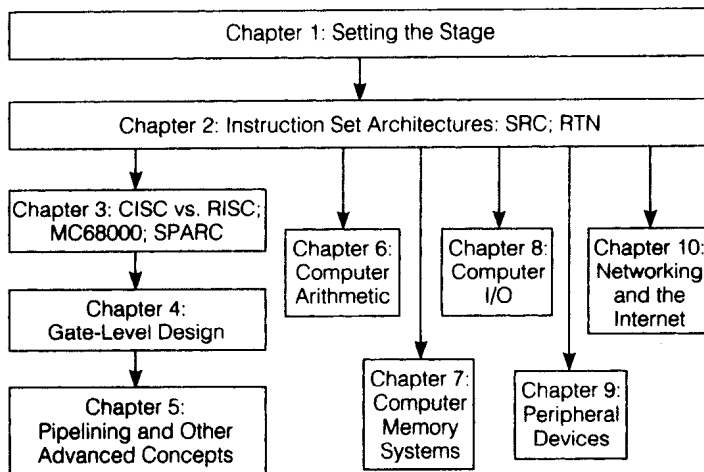 Chapter 1: Setting the Stage
Chapter 2: Instruction Set Architectures: SRC; RTN
Chapter 3: CISC vs. RISC;
MC68000; SPARC
Chapter 4:
Gate-Level Design
Chapter 5:
Pipelining and Other
Advanced Concepts
Chapter 6:
Computer
Arithmetic
Chapter 7:
Computer
Memory
Systems
Chapter 8:
Computer
I/O
Chapter 9:
Peripheral
Devices
Chapter 10:
Networking
and the
Internet